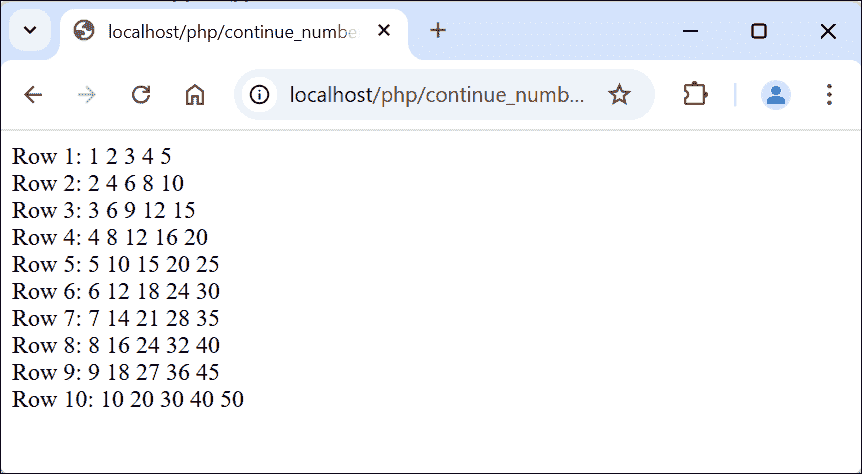 localhost/php/continue_numbe
localhost/php/continue_numb...
Row 1: 1 2 3 4 5
Row 2: 2 4 6 8 10
Row 3: 3 6 9 12 15
Row 4: 4 8 12 16 20
Row 5: 5 10 15 20 25
Row 6: 6 12 18 24 30
Row 7: 7 14 21 28 35
Row 8: 8 16 24 32 40
Row 9: 9 18 27 36 45
Row 10: 10 20 30 40 50